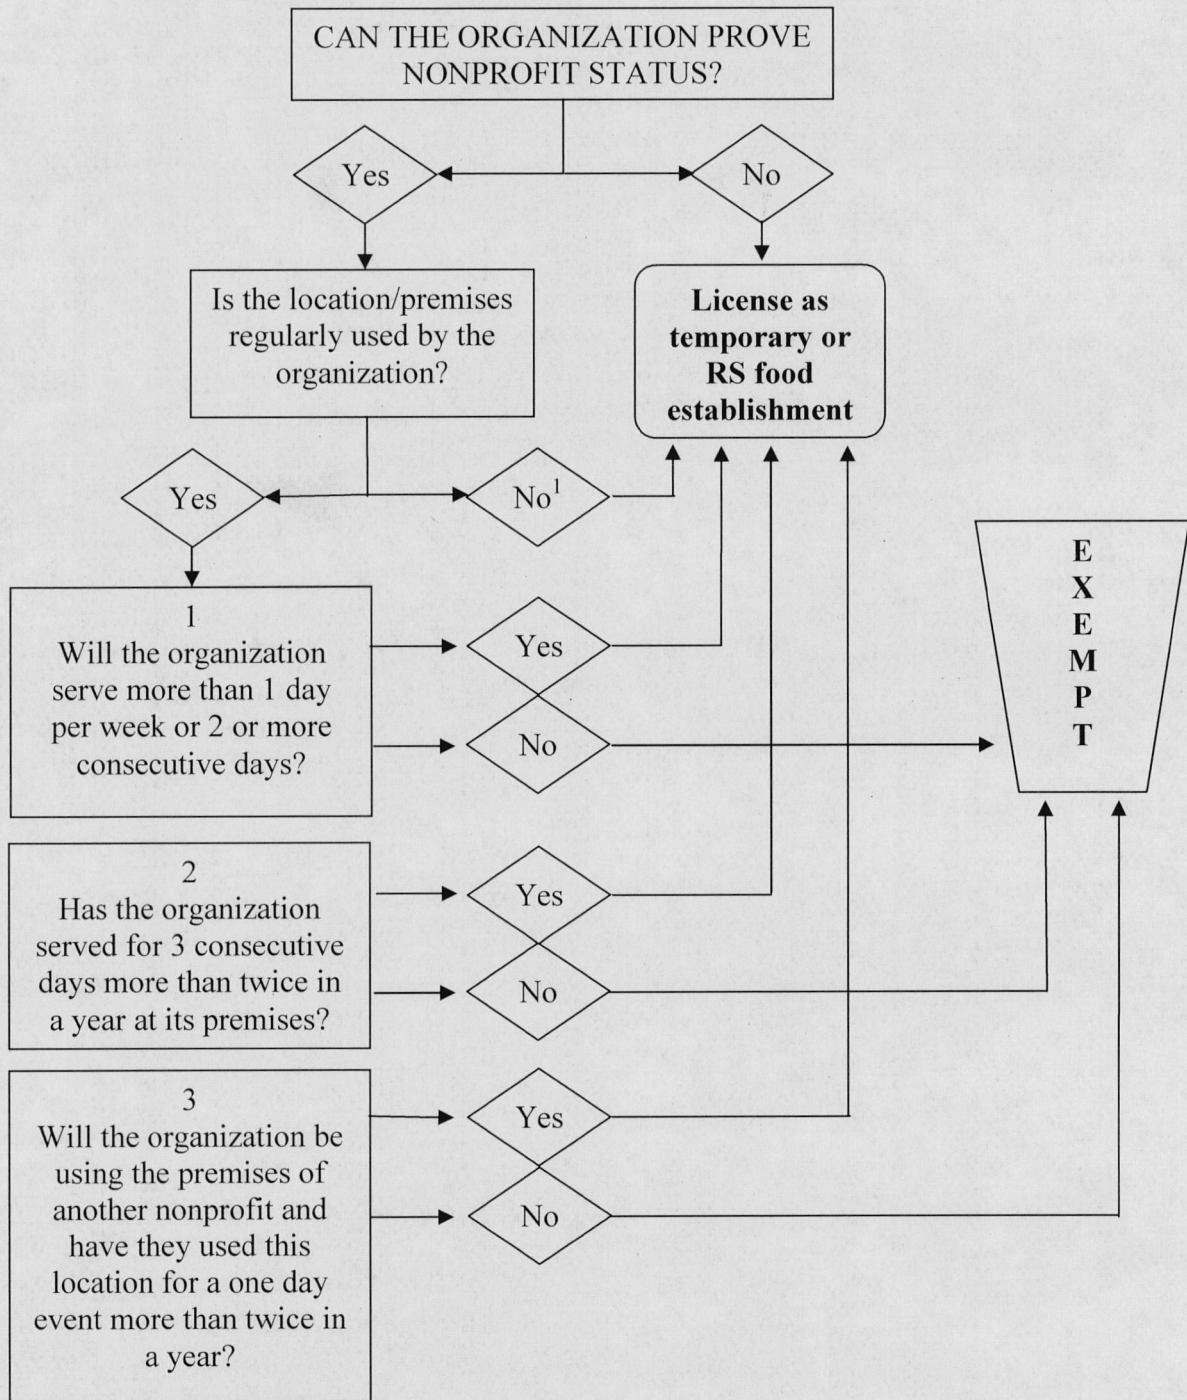 CAN THE ORGANIZATION PROVE
NONPROFIT STATUS?
Yes
No
Is the location/premises
regularly used by the
organization?
License as
temporary or
RS food
establishment
Yes
No¹
E
X
E
M
P
T
1
Will the organization
serve more than 1 day
per week or 2 or more
consecutive days?
Yes
No
2
Has the organization
served for 3 consecutive
days more than twice in
a year at its premises?
Yes
No
3
Will the organization be
using the premises of
another nonprofit and
have they used this
location for a one day
event more than twice in
a year?
Yes
No